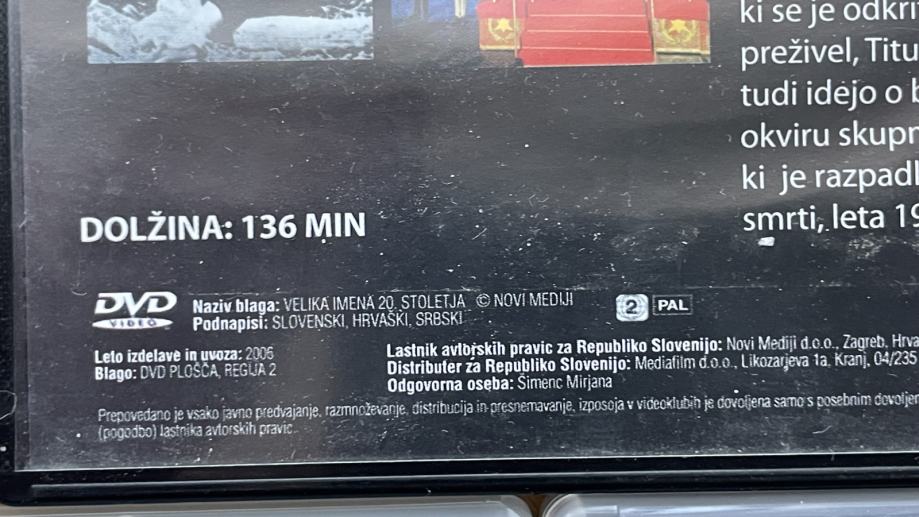 ki se je odkri
preživel, Titu
tudi idejo o b
okviru skupr
ki je razpadl
smrti, leta 19
DOLŽINA: 136 MIN
DVD VIDEO
Naziv blaga: VELIKA IMENA 20. STOLETJA © NOVI MEDIJI
Podnapisi: SLOVENSKI, HRVAŠKI, SRBSKI
2 PAL
Leto izdelave in uvoza: 2006
Blago: DVD PLOŠČA, REGIJA 2
Lastnik avtorskih pravic za Republiko Slovenijo: Novi Mediji d.o.o., Zagreb, Hrva
Distributer za Republiko Slovenijo: Mediafilm d.o.o., Likozarjeva 1a, Kranj, 04/235
Odgovorna oseba: Šimenc Mirjana
Prepovedano je vsako javno predvajanje, razmnoževanje, distribucija in presnemavanje, izposoja v videoklubih je dovoljena samo s posebnim dovoljen
(pogodbo) lastnika avtorskih pravic.